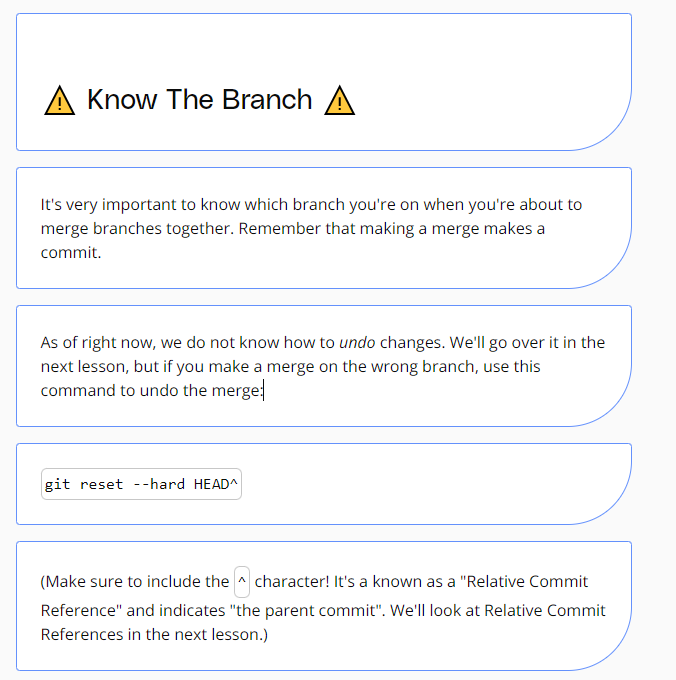 ⚠ Know The Branch ⚠
It's very important to know which branch you're on when you're about to
merge branches together. Remember that making a merge makes a
commit.
As of right now, we do not know how to undo changes. We'll go over it in the
next lesson, but if you make a merge on the wrong branch, use this
command to undo the merge:
git reset --hard HEAD^
(Make sure to include the ^ character! It's a known as a "Relative Commit
Reference" and indicates "the parent commit". We'll look at Relative Commit
References in the next lesson.)